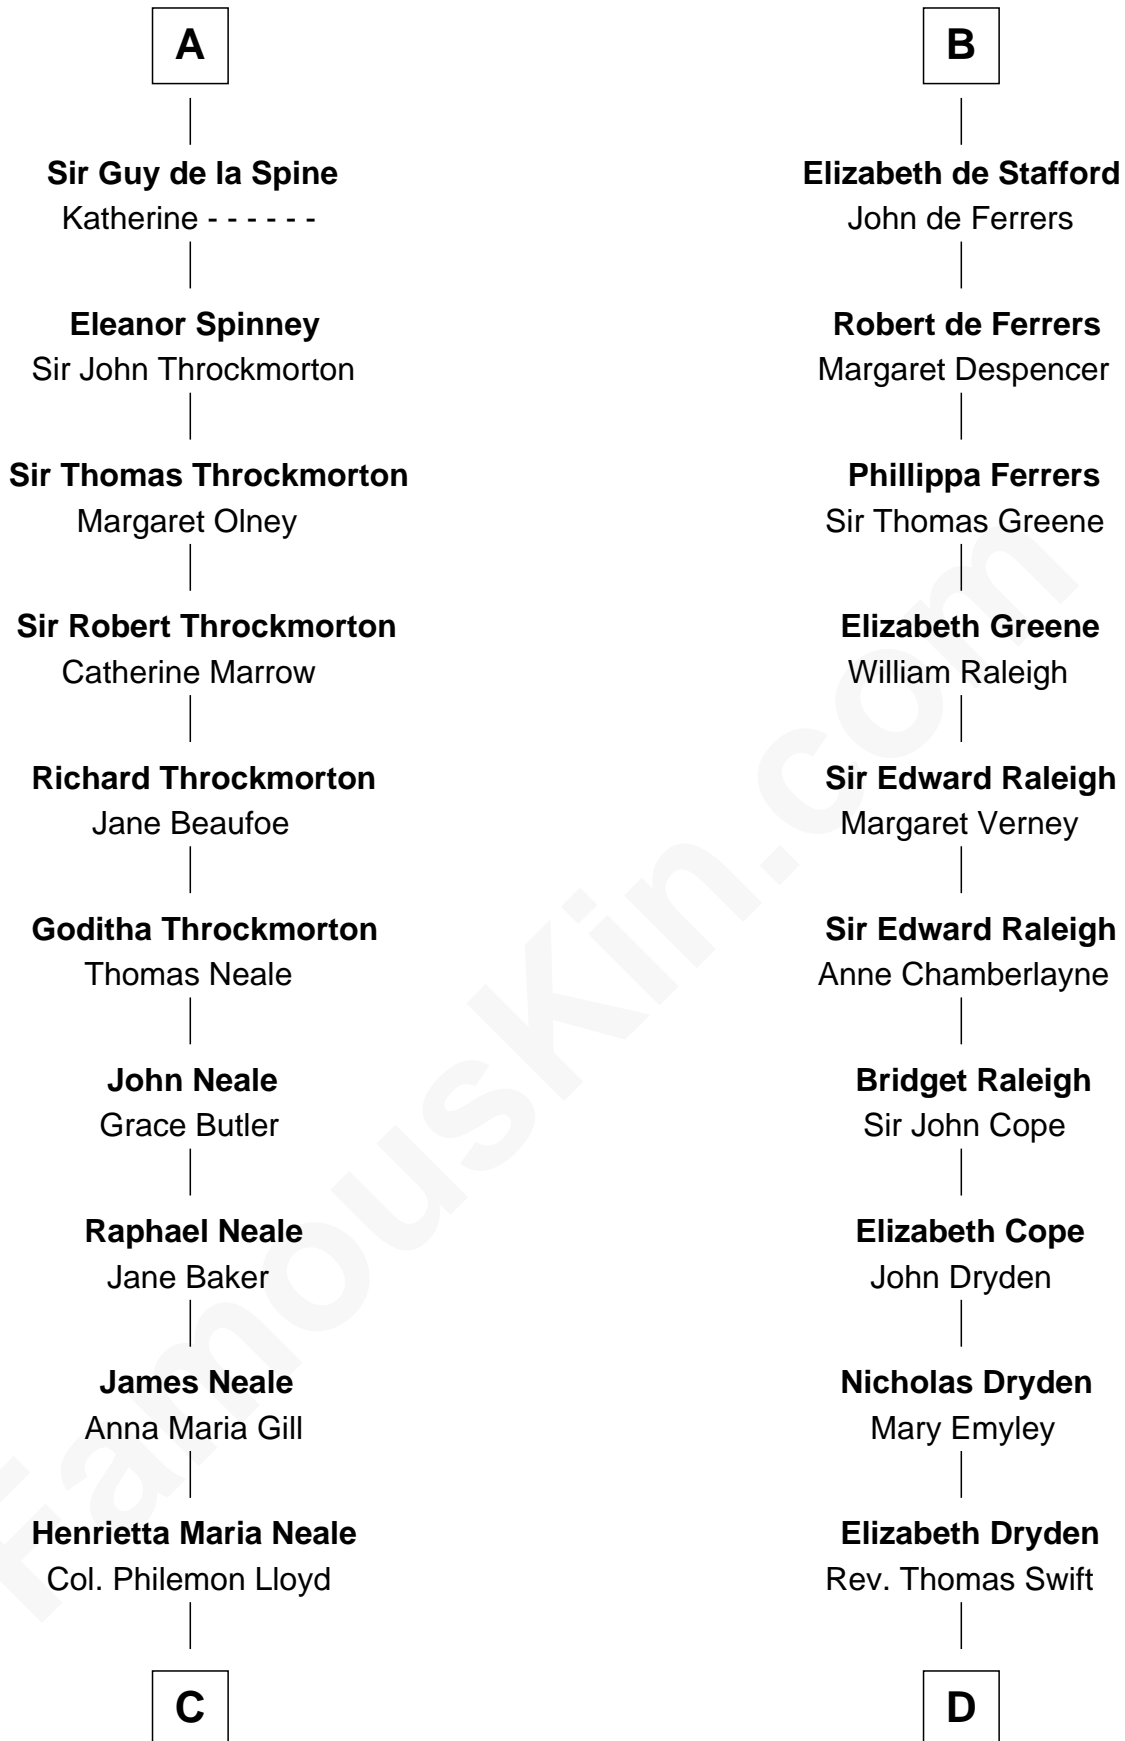 A
Sir Guy de la Spine
Katherine - - - - - -
Eleanor Spinney
Sir John Throckmorton
Sir Thomas Throckmorton
Margaret Olney
Sir Robert Throckmorton
Catherine Marrow
Richard Throckmorton
Jane Beaufoe
Goditha Throckmorton
Thomas Neale
John Neale
Grace Butler
Raphael Neale
Jane Baker
James Neale
Anna Maria Gill
Henrietta Maria Neale
Col. Philemon Lloyd
C
B
Elizabeth de Stafford
John de Ferrers
Robert de Ferrers
Margaret Despencer
Phillippa Ferrers
Sir Thomas Greene
Elizabeth Greene
William Raleigh
Sir Edward Raleigh
Margaret Verney
Sir Edward Raleigh
Anne Chamberlayne
Bridget Raleigh
Sir John Cope
Elizabeth Cope
John Dryden
Nicholas Dryden
Mary Emyley
Elizabeth Dryden
Rev. Thomas Swift
D
FamousKin.com